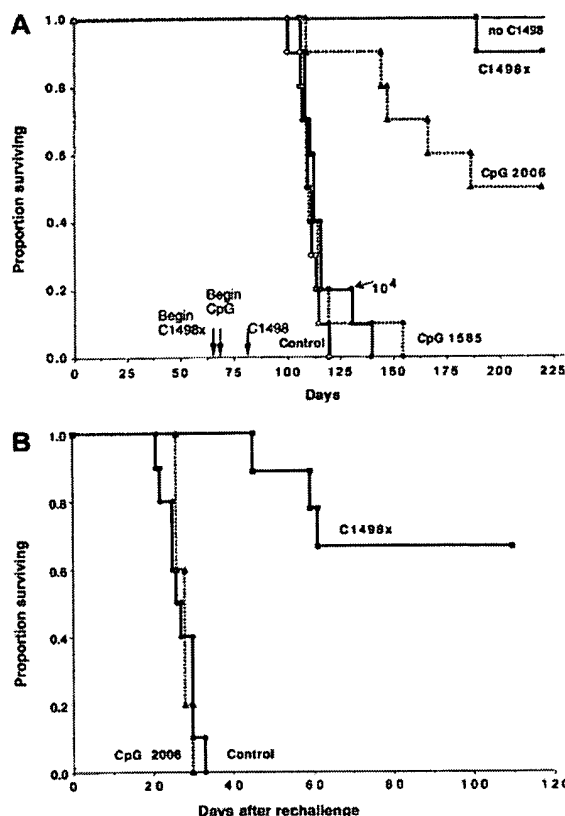 A
Proportion surviving
1.0
0.8
0.6
0.4
0.2
0.0
no C1498
C1498x
CpG 2006
10^4
CpG 1585
Control
Begin
C1498x
Begin
CpG
C1498
0 25 50 75 100 125 150 175 200 225
Days
B
Proportion surviving
1.0
0.8
0.6
0.4
0.2
0.0
C1498x
CpG 2006
Control
0 20 40 60 80 100 120
Days after rechallenge